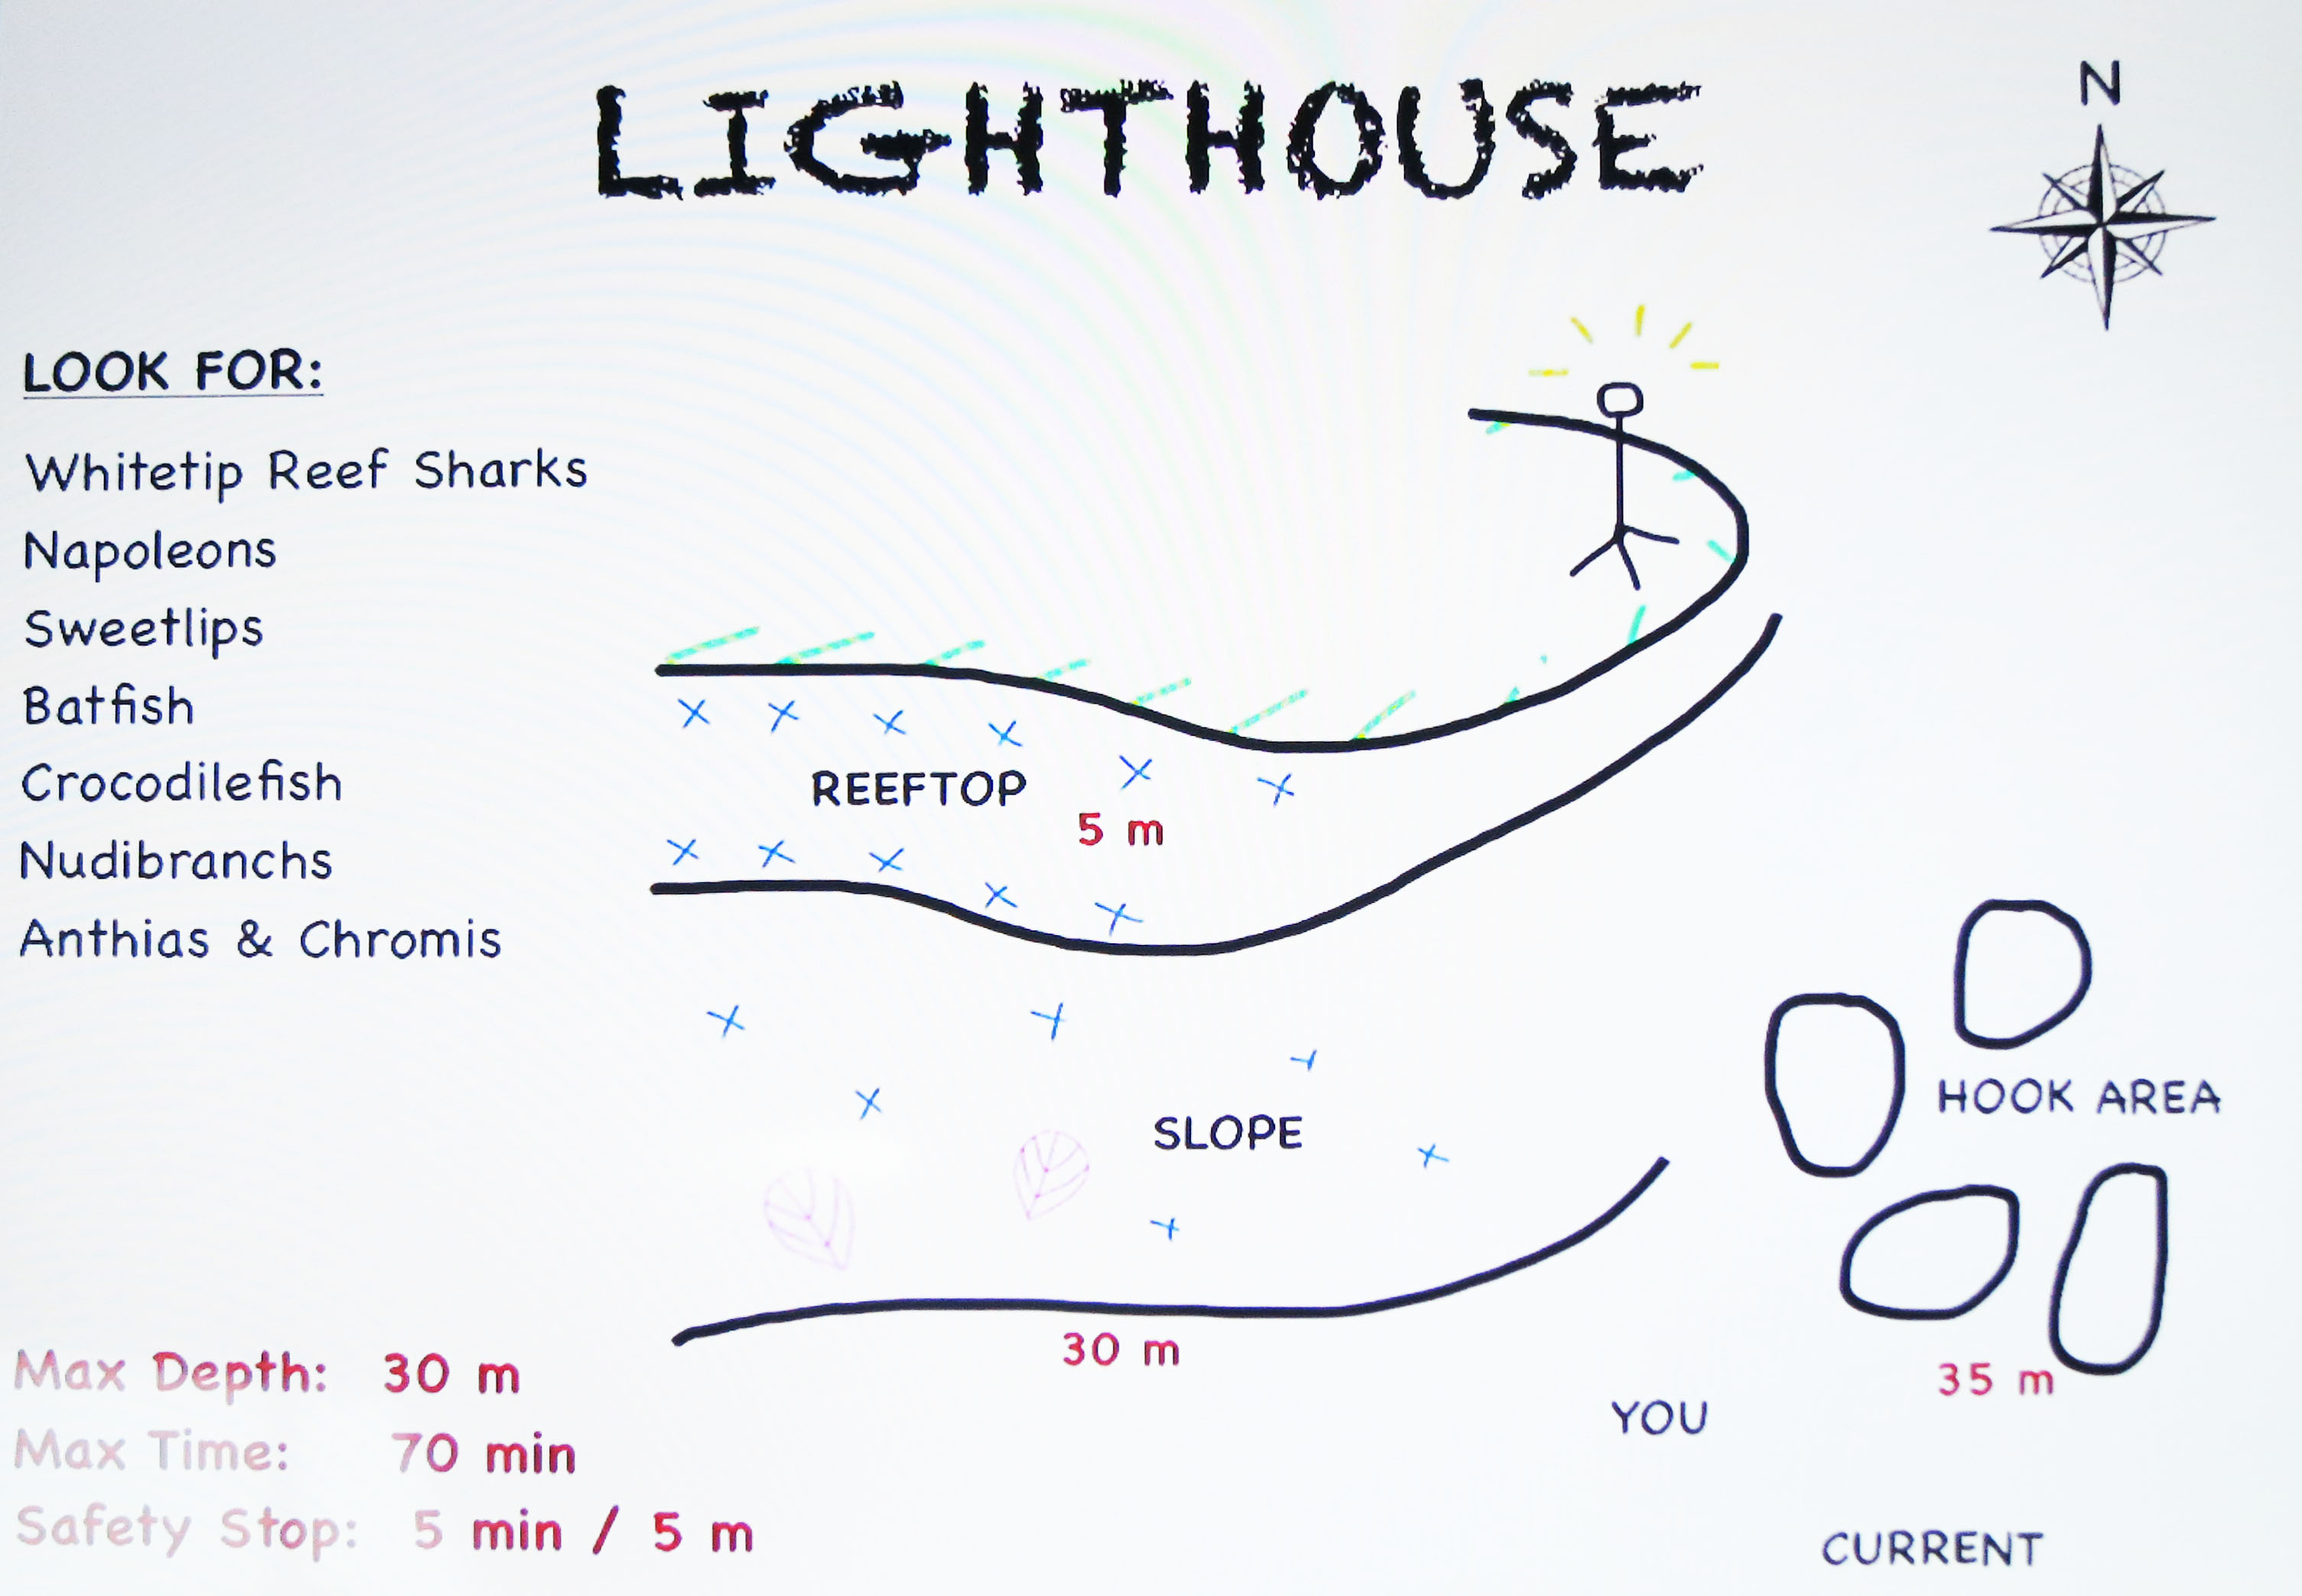 LIGHTHOUSE
N
LOOK FOR:
Whitetip Reef Sharks
Napoleons
Sweetlips
Batfish
Crocodilefish
Nudibranchs
Anthias & Chromis
REEFTOP
5 m
HOOK AREA
SLOPE
30 m
35 m
YOU
CURRENT
Max Depth: 30 m
Max Time: 70 min
Safety Stop: 5 min / 5 m